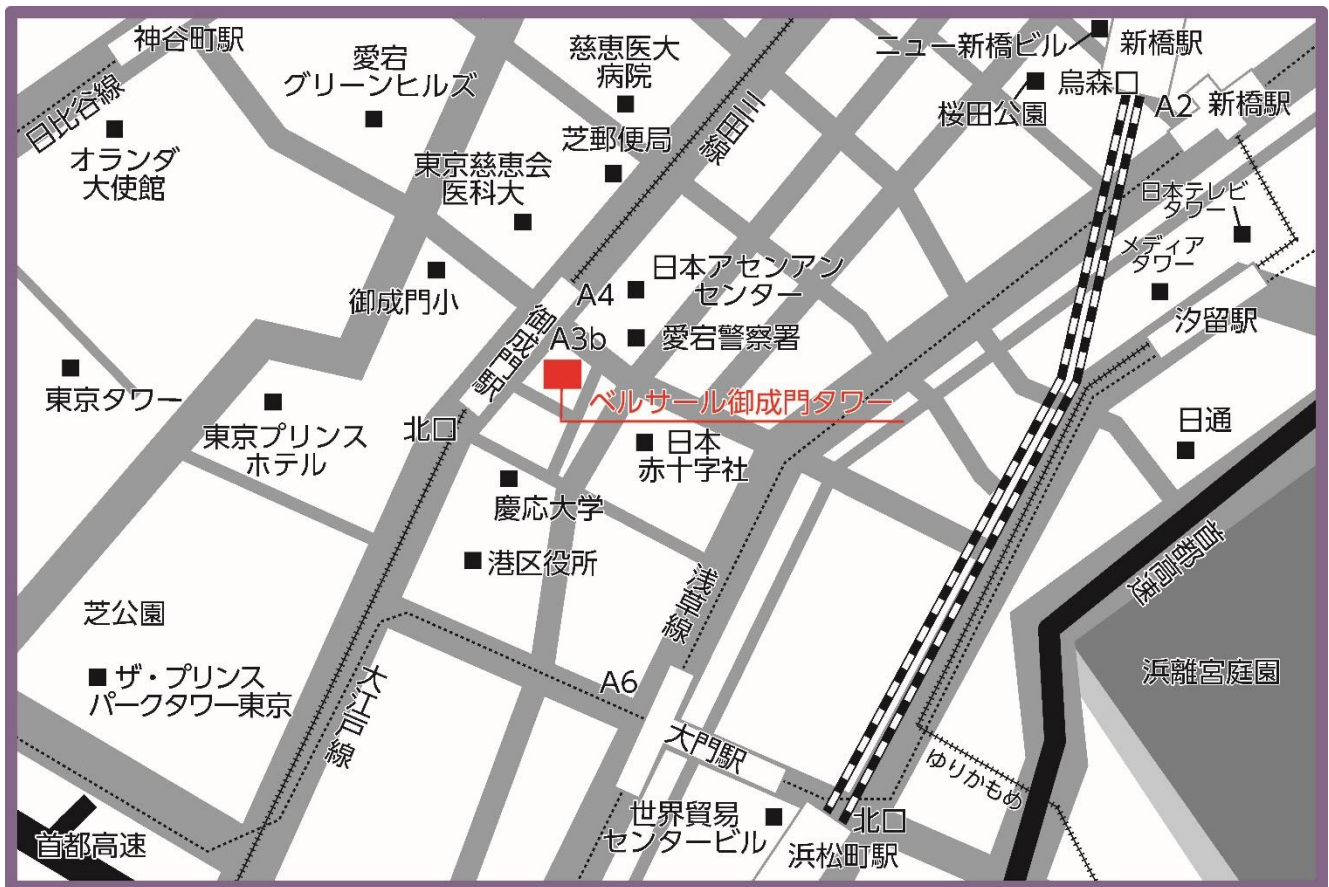 神谷町駅
日比谷線
オランダ
大使館
愛宕
グリーンヒルズ
慈恵医大
病院
芝郵便局
東京慈恵会
医科大
三田線
ニュー新橋ビル
新橋駅
烏森口
桜田公園
A2
新橋駅
日本テレビ
タワー
メディア
タワー
汐留駅
御成門小
A4
日本アセンアン
センター
A3b
愛宕警察署
御成門駅
ベルサール御成門タワー
東京タワー
東京プリンス
ホテル
北口
日本
赤十字社
日通
慶応大学
港区役所
浅草線
首都高速
芝公園
ザ・プリンス
パークタワー東京
大江戸線
A6
大門駅
浜離宮庭園
ゆりかもめ
世界貿易
センタービル
北口
浜松町駅
首都高速